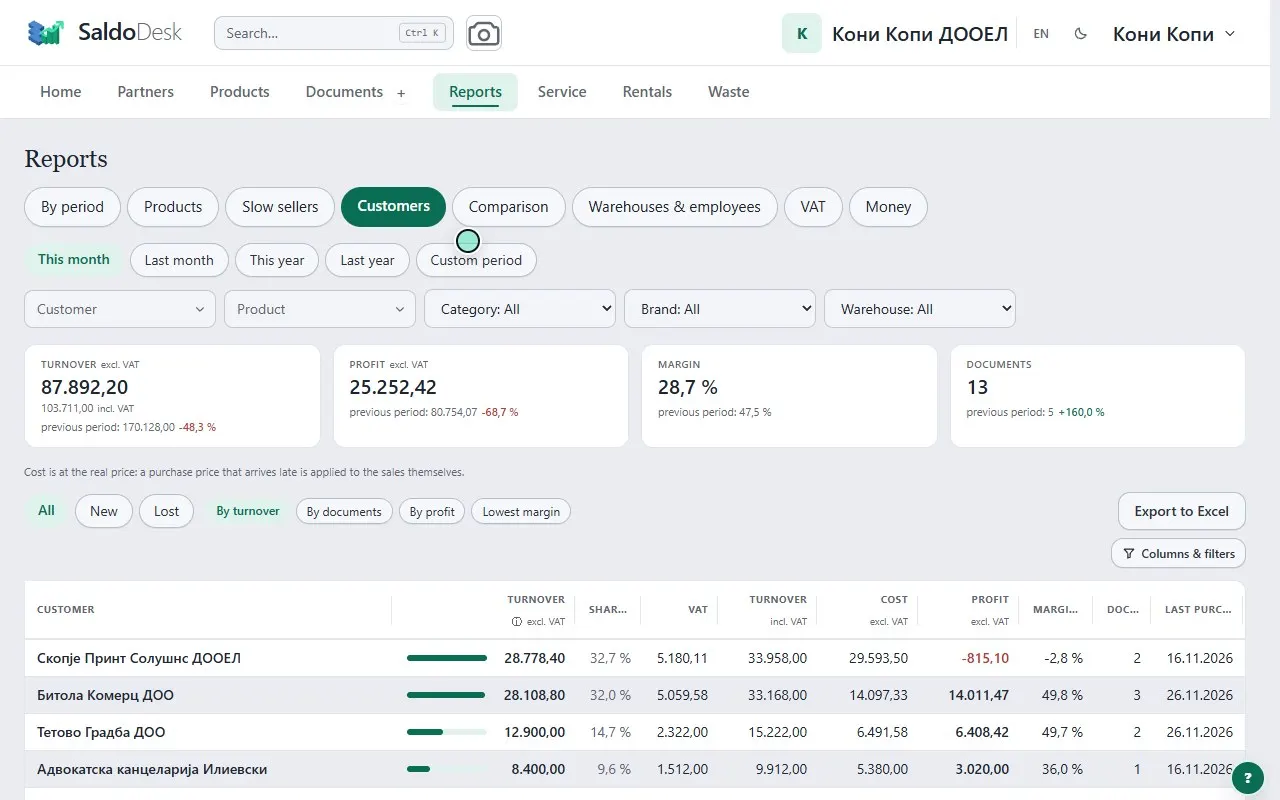 SaldoDesk
Search...
Ctrl K
K
Кони Копи ДООЕЛ
EN
Кони Копи
Home
Partners
Products
Documents +
Reports
Service
Rentals
Waste
Reports
By period
Products
Slow sellers
Customers
Comparison
Warehouses & employees
VAT
Money
This month
Last month
This year
Last year
Custom period
Customer
Product
Category: All
Brand: All
Warehouse: All
TURNOVER excl. VAT
87.892,20
103.711,00 incl. VAT
previous period: 170.128,00 -48,3 %
PROFIT excl. VAT
25.252,42
previous period: 80.754,07 -68,7 %
MARGIN
28,7 %
previous period: 47,5 %
DOCUMENTS
13
previous period: 5 +160,0 %
Cost is at the real price: a purchase price that arrives late is applied to the sales themselves.
All
New
Lost
By turnover
By documents
By profit
Lowest margin
Export to Excel
Columns & filters
CUSTOMER
TURNOVER excl. VAT
SHAR...
VAT
TURNOVER incl. VAT
COST excl. VAT
PROFIT excl. VAT
MARGI...
DOC...
LAST PURC...
Скопје Принт Солушнс ДООЕЛ 28.778,40 32,7 % 5.180,11 33.958,00 29.593,50 -815,10 -2,8 % 2 16.11.2026
Битола Комерц ДОО 28.108,80 32,0 % 5.059,58 33.168,00 14.097,33 14.011,47 49,8 % 3 26.11.2026
Тетово Градба ДОО 12.900,00 14,7 % 2.322,00 15.222,00 6.491,58 6.408,42 49,7 % 2 26.11.2026
Адвокатска канцеларија Илиевски 8.400,00 9,6 % 1.512,00 9.912,00 5.380,00 3.020,00 36,0 % 1 16.11.2026
?